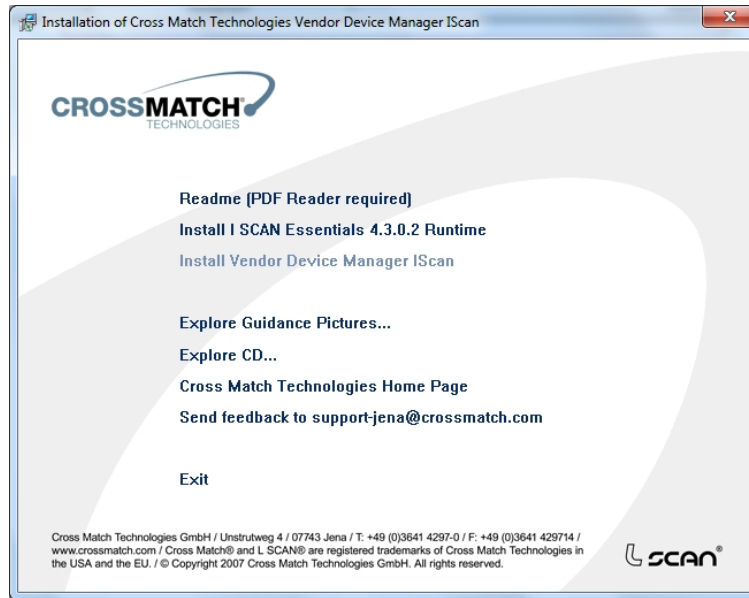 Installation of Cross Match Technologies Vendor Device Manager IScan
CROSSMATCH®
TECHNOLOGIES
Readme (PDF Reader required)
Install I SCAN Essentials 4.3.0.2 Runtime
Install Vendor Device Manager IScan
Explore Guidance Pictures...
Explore CD...
Cross Match Technologies Home Page
Send feedback to support-jena@crossmatch.com
Exit
Cross Match Technologies GmbH / Unstrutweg 4 / 07743 Jena / T: +49 (0)3641 4297-0 / F: +49 (0)3641 429714 /
www.crossmatch.com / Cross Match® and L SCAN® are registered trademarks of Cross Match Technologies in
the USA and the EU. / © Copyright 2007 Cross Match Technologies GmbH. All rights reserved.
L SCAN®